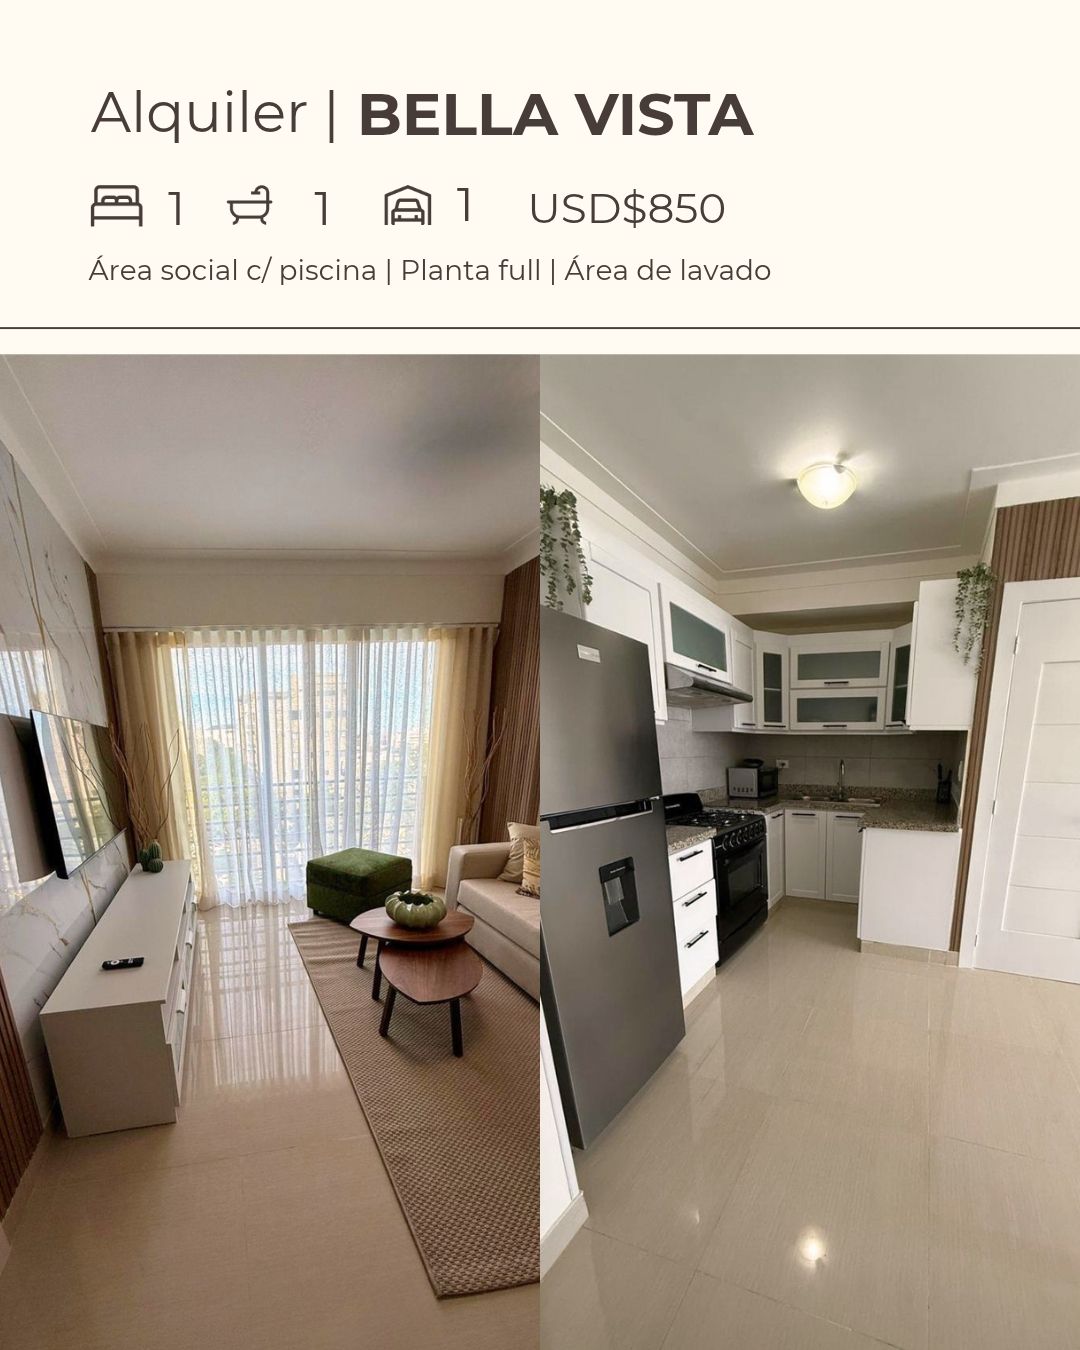 Alquiler | BELLA VISTA
1 1 1 USD$850
Área social c/ piscina | Planta full | Área de lavado